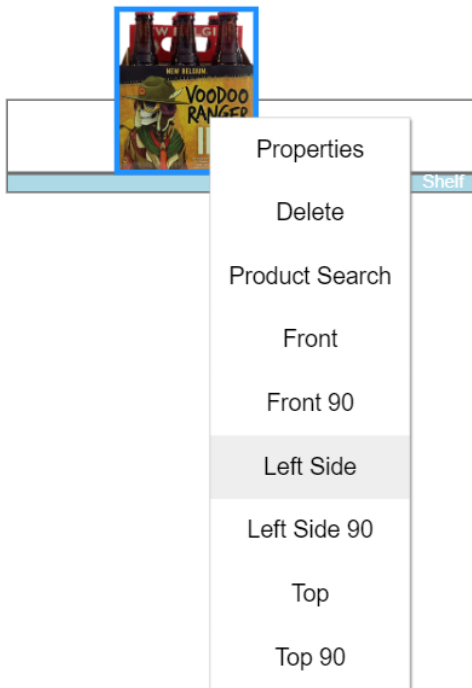 W BELGI
NEW BELGIUM
VOODOO
RANGER
Shelf
Properties
Delete
Product Search
Front
Front 90
Left Side
Left Side 90
Top
Top 90